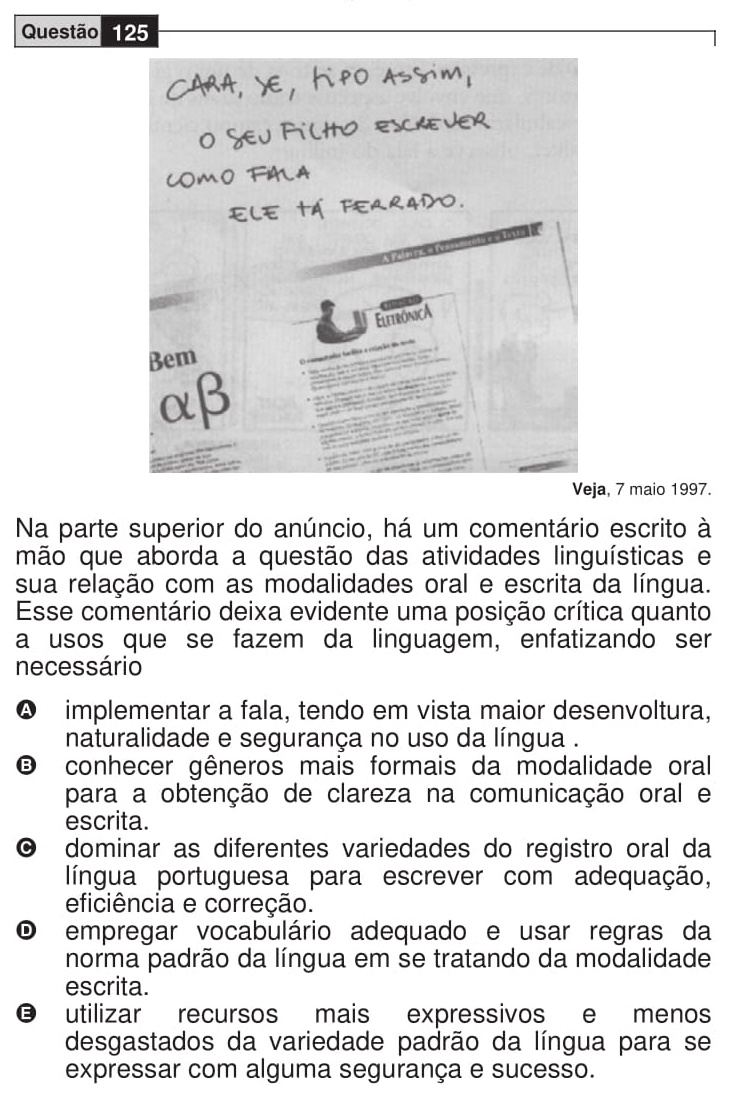 Questão 125
CARA, SE, TIPO ASSIM,
O SEU FILHO ESCREVER
COMO FALA
ELE TÁ FERRADO.
A Palavra, o Pensamento e o Texto
REDAÇÃO
ELETRÔNICA
O computador facilita a criação do texto
Bem
αβ
Veja, 7 maio 1997.
Na parte superior do anúncio, há um comentário escrito à
mão que aborda a questão das atividades linguísticas e
sua relação com as modalidades oral e escrita da língua.
Esse comentário deixa evidente uma posição crítica quanto
a usos que se fazem da linguagem, enfatizando ser
necessário
A implementar a fala, tendo em vista maior desenvoltura,
naturalidade e segurança no uso da língua .
B conhecer gêneros mais formais da modalidade oral
para a obtenção de clareza na comunicação oral e
escrita.
C dominar as diferentes variedades do registro oral da
língua portuguesa para escrever com adequação,
eficiência e correção.
D empregar vocabulário adequado e usar regras da
norma padrão da língua em se tratando da modalidade
escrita.
E utilizar recursos mais expressivos e menos
desgastados da variedade padrão da língua para se
expressar com alguma segurança e sucesso.